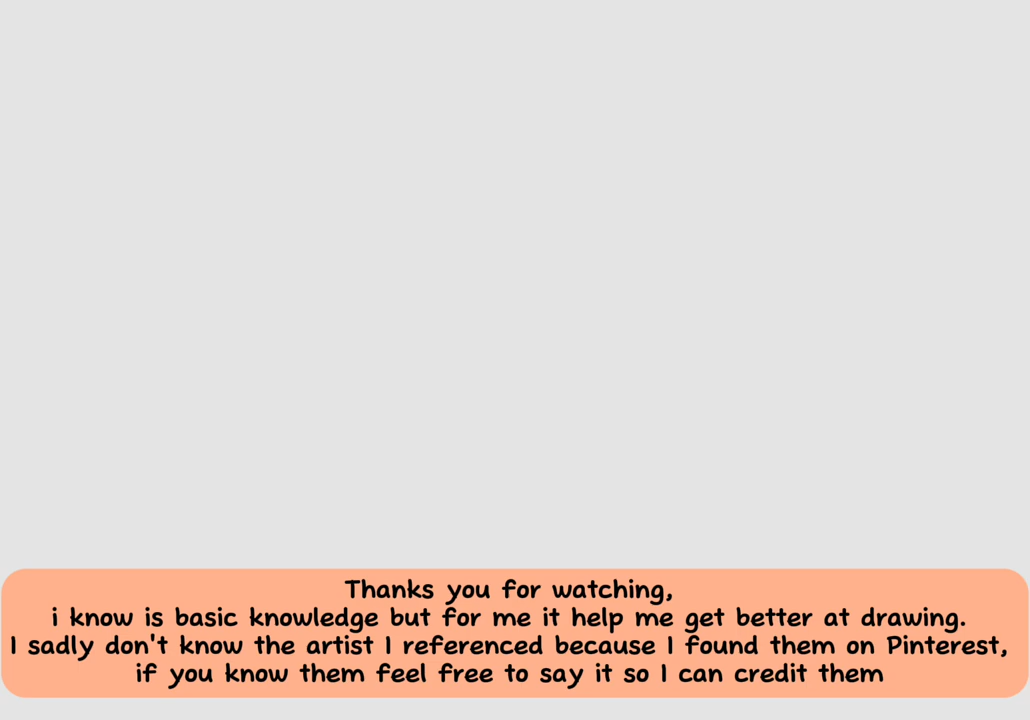 Thanks you for watching,
i know is basic knowledge but for me it help me get better at drawing.
I sadly don't know the artist I referenced because I found them on Pinterest,
if you know them feel free to say it so I can credit them